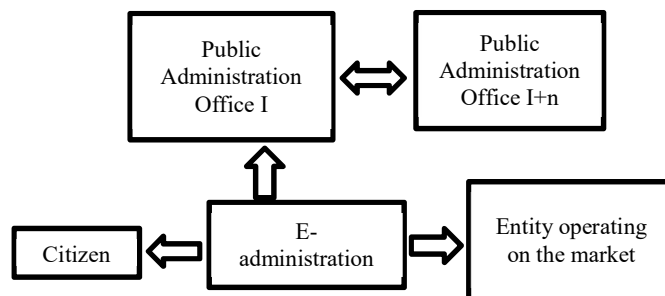 Public
Administration
Office I
Public
Administration
Office I+n
Citizen
E-
administration
Entity operating
on the market